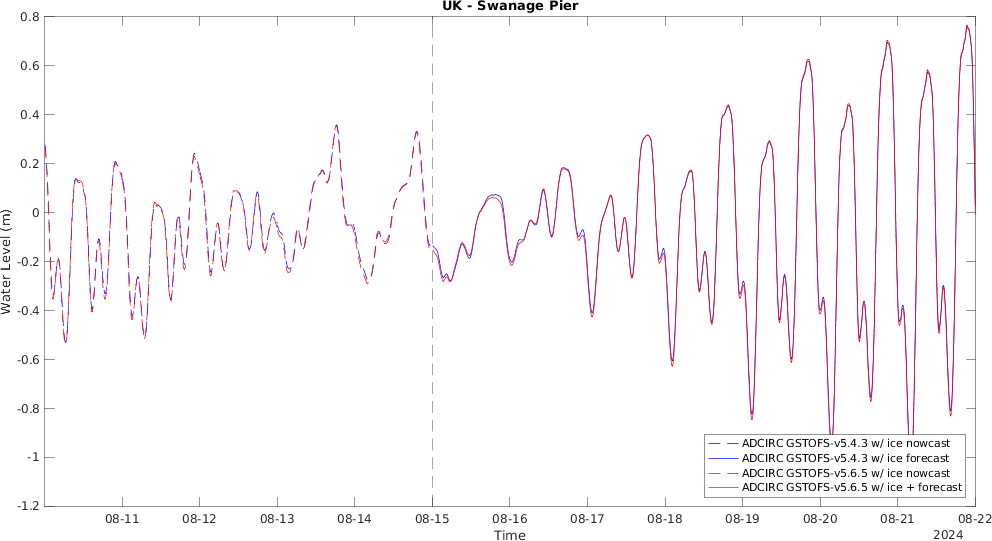 UK - Swanage Pier
Water Level (m)
0.8
0.6
0.4
0.2
0
-0.2
-0.4
-0.6
-0.8
-1
-1.2
ADCIRC GSTOFS-v5.4.3 w/ ice nowcast
ADCIRC GSTOFS-v5.4.3 w/ ice forecast
ADCIRC GSTOFS-v5.6.5 w/ ice nowcast
ADCIRC GSTOFS-v5.6.5 w/ ice + forecast
08-11 08-12 08-13 08-14 08-15 08-16 08-17 08-18 08-19 08-20 08-21 08-22
Time
2024